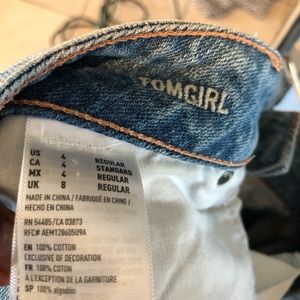 TOMGIRL
US 4 REGULAR
CA 4 STANDARD
MX 4 REGULAR
UK 8 REGULAR
MADE IN CHINA / FABRIQUÉ EN CHINE /
HECHO EN CHINA
RN 54485/CA 03873
RFC# AEM120605U9A
EN 100% COTTON
EXCLUSIVE OF DECORATION
FR 100% COTON
À L'EXCEPTION DE LA GARNITURE
SP 100% algodón